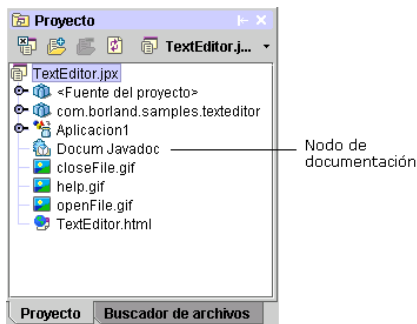 Proyecto
TextEditor.j...
TextEditor.jpx
<Fuente del proyecto>
com.borland.samples.texteditor
Aplicacion1
Docum Javadoc
Nodo de
documentación
closeFile.gif
help.gif
openFile.gif
TextEditor.html
Proyecto
Buscador de archivos